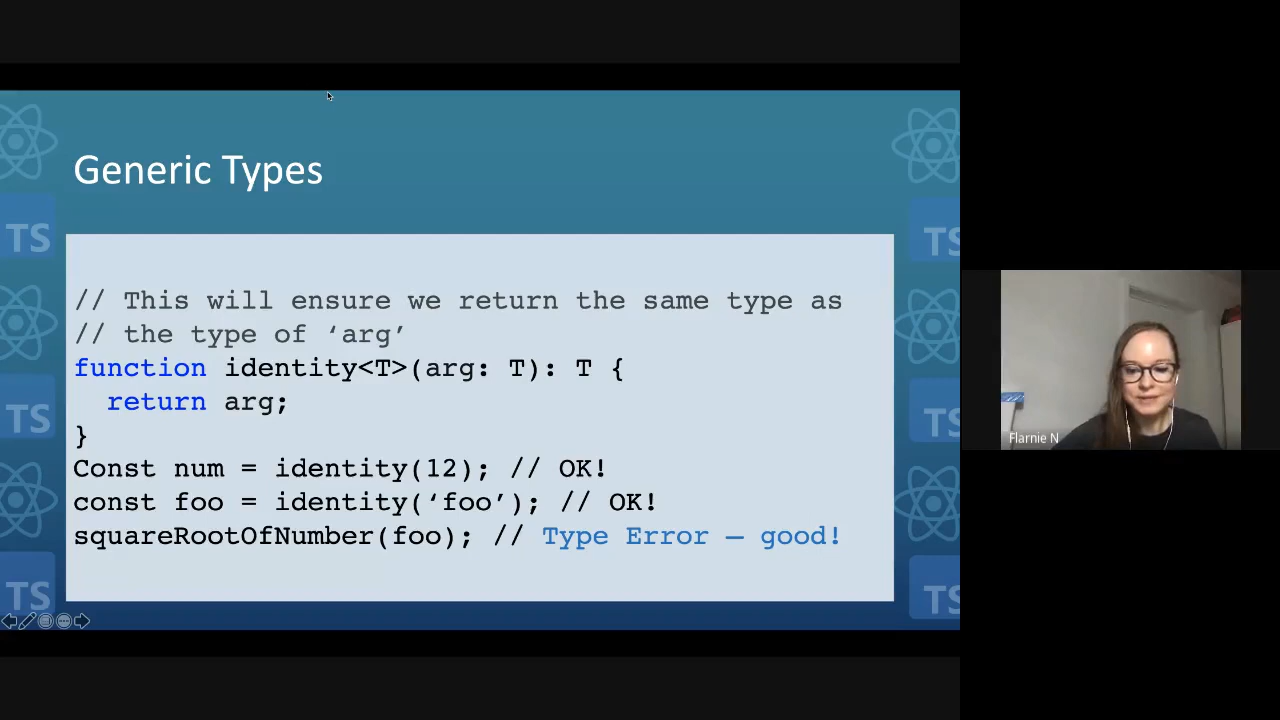 Generic Types
TS
TS
TS
TS
TS
TS
// This will ensure we return the same type as
// the type of ‘arg’
function identity<T>(arg: T): T {
return arg;
}
Const num = identity(12); // OK!
const foo = identity(‘foo’); // OK!
squareRootOfNumber(foo); // Type Error – good!
Flarnie N